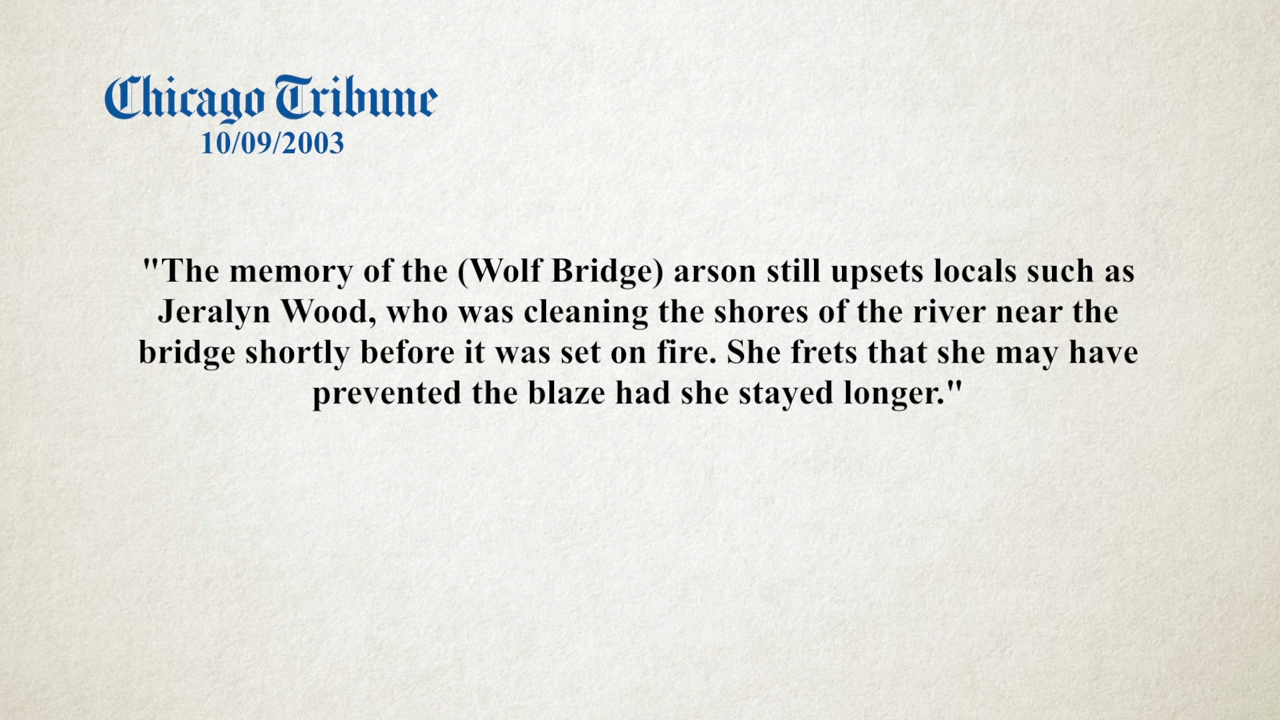 Chicago Tribune
10/09/2003
"The memory of the (Wolf Bridge) arson still upsets locals such as
Jeralyn Wood, who was cleaning the shores of the river near the
bridge shortly before it was set on fire. She frets that she may have
prevented the blaze had she stayed longer."